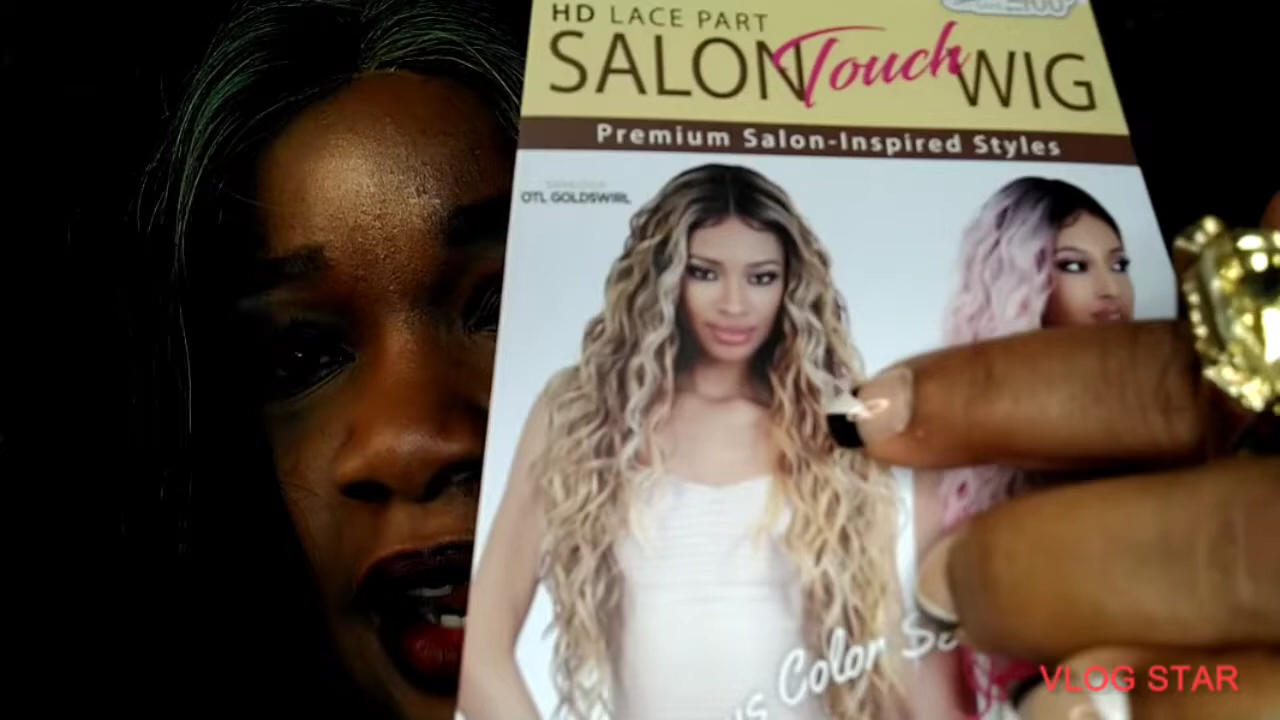 HD LACE PART
SALON Touch WIG
Premium Salon-Inspired Styles
OTL GOLDSWIRL
Color
VLOG STAR